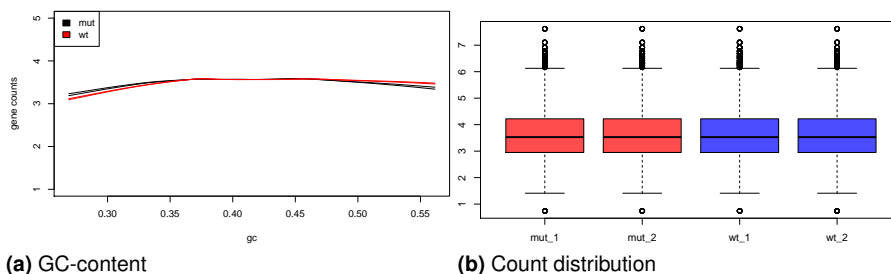 mut
wt
5
4
3
2
1
gene counts
0.30 0.35 0.40 0.45 0.50 0.55
gc
(a) GC-content
7
6
5
4
3
2
1
mut_1 mut_2 wt_1 wt_2
(b) Count distribution